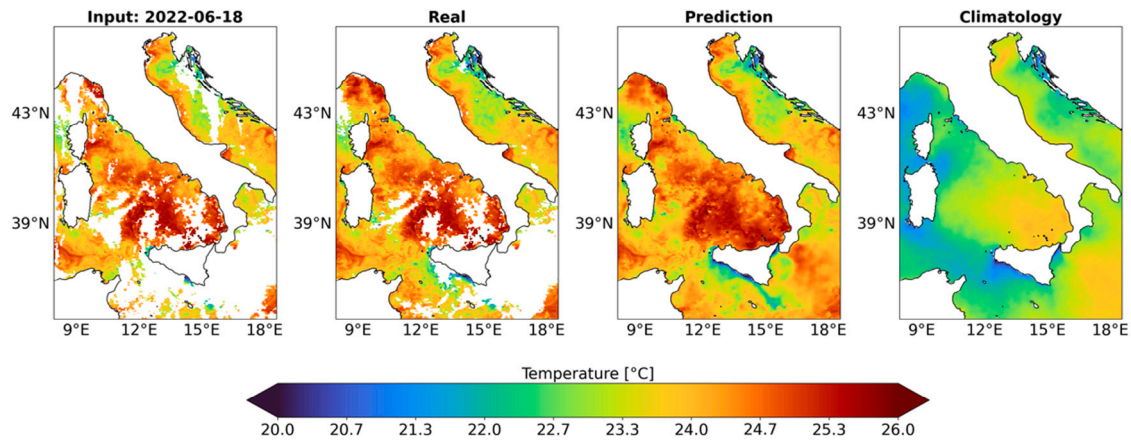 Input: 2022-06-18 Real Prediction Climatology
43°N 43°N 43°N 43°N
39°N 39°N 39°N 39°N
9°E 12°E 15°E 18°E 9°E 12°E 15°E 18°E 9°E 12°E 15°E 18°E 9°E 12°E 15°E 18°E
Temperature [°C]
20.0 20.7 21.3 22.0 22.7 23.3 24.0 24.7 25.3 26.0